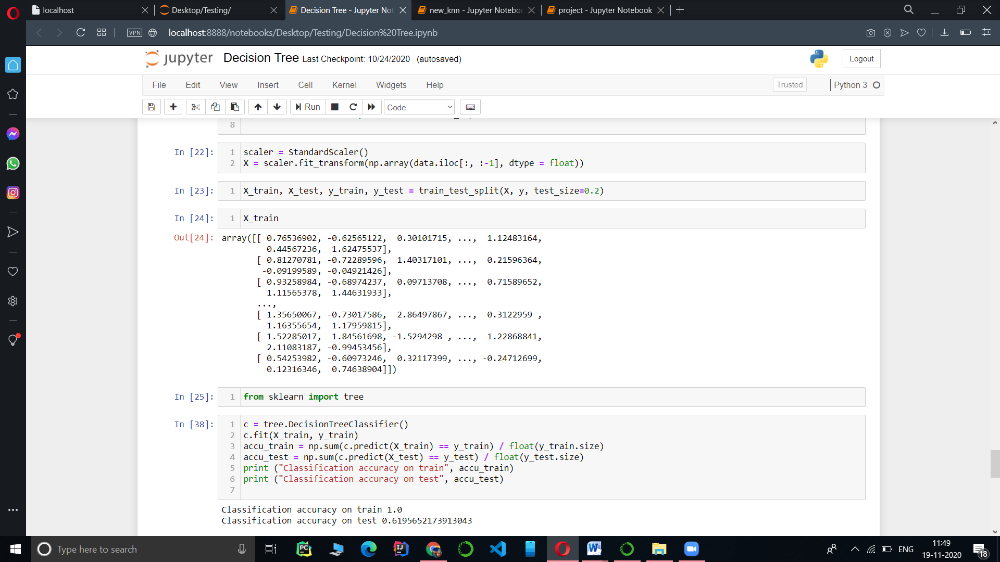 localhost
Desktop/Testing/
Decision Tree - Jupyter Not
new_knn - Jupyter Notebo
project - Jupyter Notebook
VPN
localhost:8888/notebooks/Desktop/Testing/Decision%20Tree.ipynb
jupyter Decision Tree Last Checkpoint: 10/24/2020 (autosaved)
Logout
File Edit View Insert Cell Kernel Widgets Help
Trusted
Python 3
Run
Code
8
In [22]:
1 scaler = StandardScaler()
2 X = scaler.fit_transform(np.array(data.iloc[:, :-1], dtype = float))
In [23]:
1 X_train, X_test, y_train, y_test = train_test_split(X, y, test_size=0.2)
In [24]:
1 X_train
Out[24]: array([[ 0.76536902, -0.62565122, 0.30101715, ..., 1.12483164,
0.44567236, 1.62475537],
[ 0.81270781, -0.72289596, 1.40317101, ..., 0.21596364,
-0.09199589, -0.04921426],
[ 0.93258984, -0.68974237, 0.09713708, ..., 0.71589652,
1.11565378, 1.44631933],
...,
[ 1.35650067, -0.73017586, 2.86497867, ..., 0.3122959 ,
-1.16355654, 1.17959815],
[ 1.52285017, 1.84561698, -1.5294298 , ..., 1.22868841,
2.11083187, -0.99453456],
[ 0.54253982, -0.60973246, 0.32117399, ..., -0.24712699,
0.12316346, 0.74638904]])
In [25]:
1 from sklearn import tree
In [38]:
1 c = tree.DecisionTreeClassifier()
2 c.fit(X_train, y_train)
3 accu_train = np.sum(c.predict(X_train) == y_train) / float(y_train.size)
4 accu_test = np.sum(c.predict(X_test) == y_test) / float(y_test.size)
5 print ("Classification accuracy on train", accu_train)
6 print ("Classification accuracy on test", accu_test)
7
Classification accuracy on train 1.0
Classification accuracy on test 0.6195652173913043
Type here to search
PC
IJ
W
ENG
11:49
19-11-2020
18